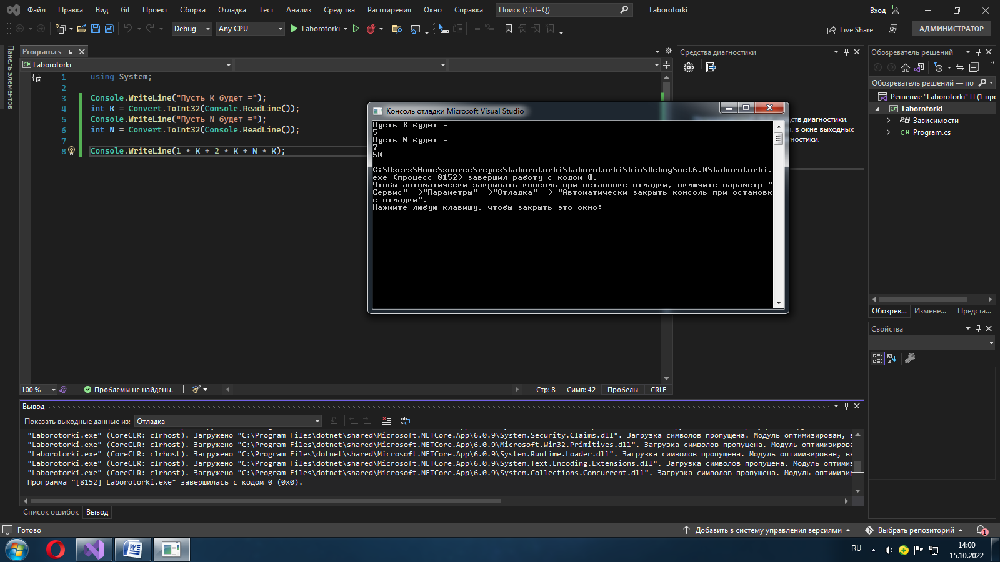 Файл Правка Вид Git Проект Сборка Отладка Тест Анализ Средства Расширения Окно Справка Поиск (Ctrl+Q) Laborotorki Вход
Debug Any CPU Laborotorki Live Share АДМИНИСТРАТОР
Панель элементов
Program.cs
Laborotorki
1 using System;
2
3 Console.WriteLine("Пусть К будет =");
4 int K = Convert.ToInt32(Console.ReadLine());
5 Console.WriteLine("Пусть N будет =");
6 int N = Convert.ToInt32(Console.ReadLine());
7
8 Console.WriteLine(1 * K + 2 * K + N * K);
100 % Проблемы не найдены. Стр: 8 Симв: 42 Пробелы CRLF
Консоль отладки Microsoft Visual Studio
Пусть К будет =
5
Пусть N будет =
7
50
C:\Users\Home\source\repos\Laborotorki\Laborotorki\bin\Debug\net6.0\Laborotorki.
exe (процесс 8152) завершил работу с кодом 0.
Чтобы автоматически закрывать консоль при остановке отладки, включите параметр "
Сервис" ->"Параметры" ->"Отладка" -> "Автоматически закрыть консоль при остановк
е отладки".
Нажмите любую клавишу, чтобы закрыть это окно:
Средства диагностики
ств диагностики.
. в окне выходных
ностики.
Обозреватель решений
Обозреватель решений — по
Решение "Laborotorki" (1 про
Laborotorki
Зависимости
C# Program.cs
Обозрев... Измене... Предста...
Свойства
Вывод
Показать выходные данные из: Отладка
"Laborotorki.exe" (CoreCLR: clrhost). Загружено "C:\Program Files\dotnet\shared\Microsoft.NETCore.App\6.0.9\System.Security.Claims.dll". Загрузка символов пропущена. Модуль оптимизирован, в
"Laborotorki.exe" (CoreCLR: clrhost). Загружено "C:\Program Files\dotnet\shared\Microsoft.NETCore.App\6.0.9\Microsoft.Win32.Primitives.dll". Загрузка символов пропущена. Модуль оптимизирова
"Laborotorki.exe" (CoreCLR: clrhost). Загружено "C:\Program Files\dotnet\shared\Microsoft.NETCore.App\6.0.9\System.Runtime.Loader.dll". Загрузка символов пропущена. Модуль оптимизирован, вк
"Laborotorki.exe" (CoreCLR: clrhost). Загружено "C:\Program Files\dotnet\shared\Microsoft.NETCore.App\6.0.9\System.Text.Encoding.Extensions.dll". Загрузка символов пропущена. Модуль оптимиз
"Laborotorki.exe" (CoreCLR: clrhost). Загружено "C:\Program Files\dotnet\shared\Microsoft.NETCore.App\6.0.9\System.Collections.Concurrent.dll". Загрузка символов пропущена. Модуль оптимизир
Программа "[8152] Laborotorki.exe" завершилась с кодом 0 (0x0).
Список ошибок Вывод
Готово Добавить в систему управления версиями Выбрать репозиторий 1
RU 14:00
15.10.2022